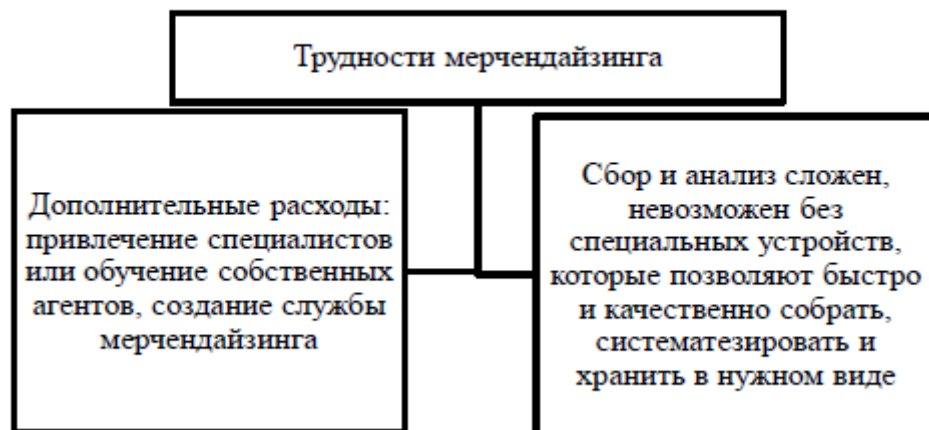 Трудности мерчендайзинга
Дополнительные расходы:
привлечение специалистов
или обучение собственных
агентов, создание службы
мерчендайзинга
Сбор и анализ сложен,
невозможен без
специальных устройств,
которые позволяют быстро
и качественно собрать,
систематезировать и
хранить в нужном виде